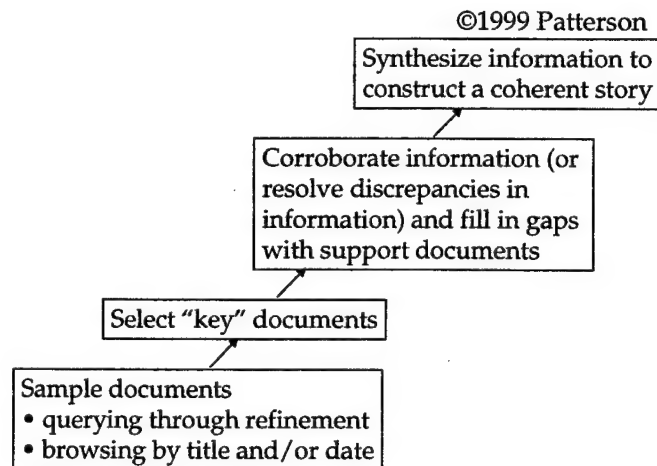 ©1999 Patterson
Synthesize information to
construct a coherent story
Corroborate information (or
resolve discrepancies in
information) and fill in gaps
with support documents
Select “key” documents
Sample documents
• querying through refinement
• browsing by title and/or date